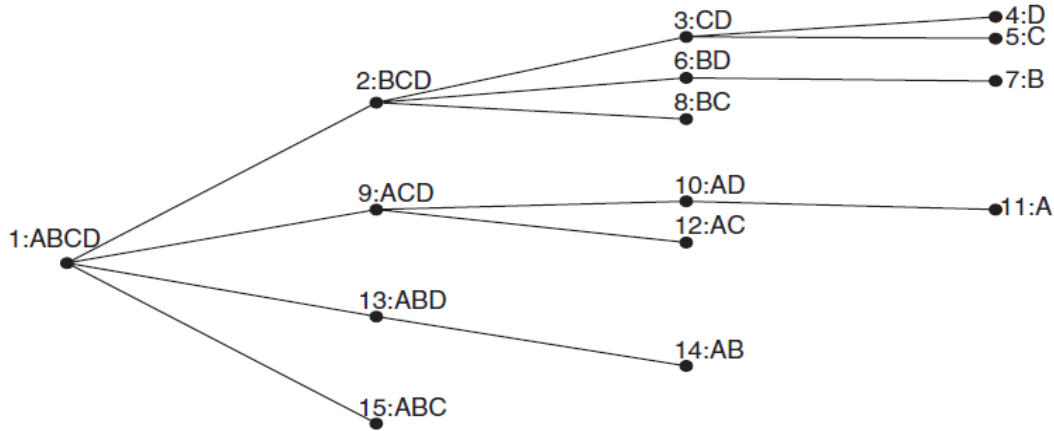 1:ABCD
2:BCD
3:CD
4:D
5:C
6:BD
7:B
8:BC
9:ACD
10:AD
11:A
12:AC
13:ABD
14:AB
15:ABC